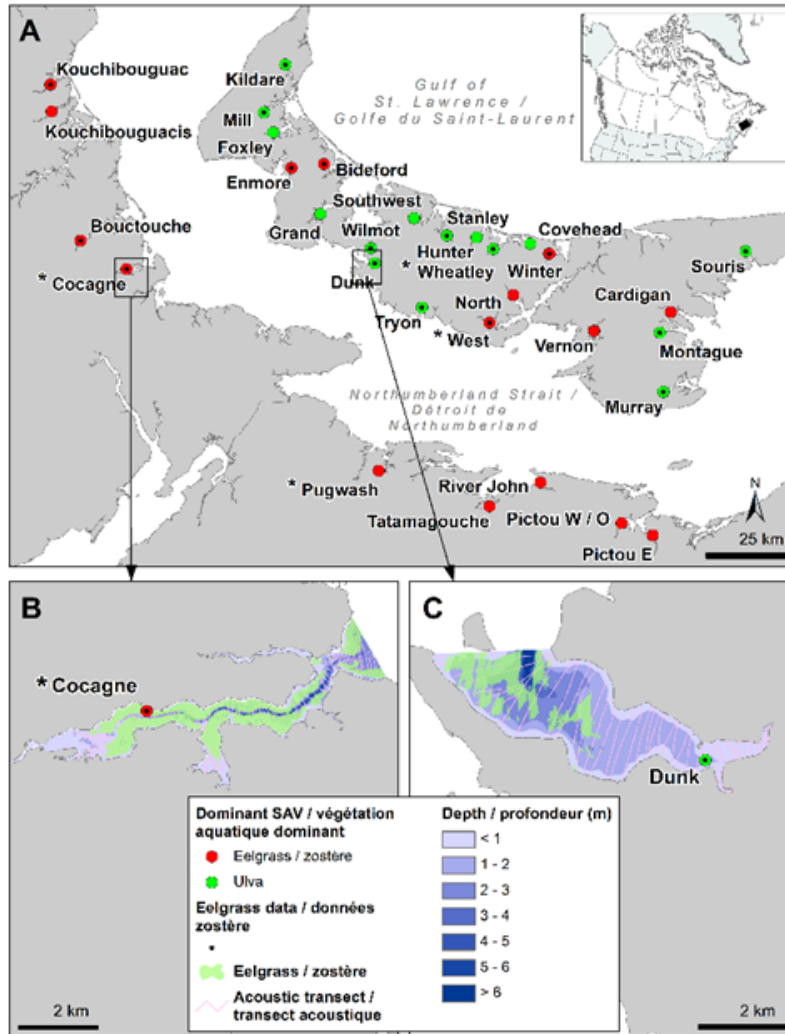 A
Kouchibouguac
Kouchibouguacis
Bouctouche
* Cocagne
Kildare
Mill
Foxley
Enmore
Bideford
Gulf of
St. Lawrence /
Golfe du Saint-Laurent
Southwest
Grand
Wilmot
Stanley
Covehead
Hunter
* Wheatley
Winter
Dunk
Souris
North
Cardigan
Tryon
* West
Vernon
Montague
Murray
Northumberland Strait /
Détroit de
Northumberland
* Pugwash
River John
Tatamagouche
Pictou W / O
Pictou E
N
25 km
B
* Cocagne
2 km
C
Dunk
2 km
Dominant SAV / végétation
aquatique dominant
Eelgrass / zostère
Ulva
Eelgrass data / données
zostère
Eelgrass / zostère
Acoustic transect /
transect acoustique
Depth / profondeur (m)
< 1
1 - 2
2 - 3
3 - 4
4 - 5
5 - 6
> 6